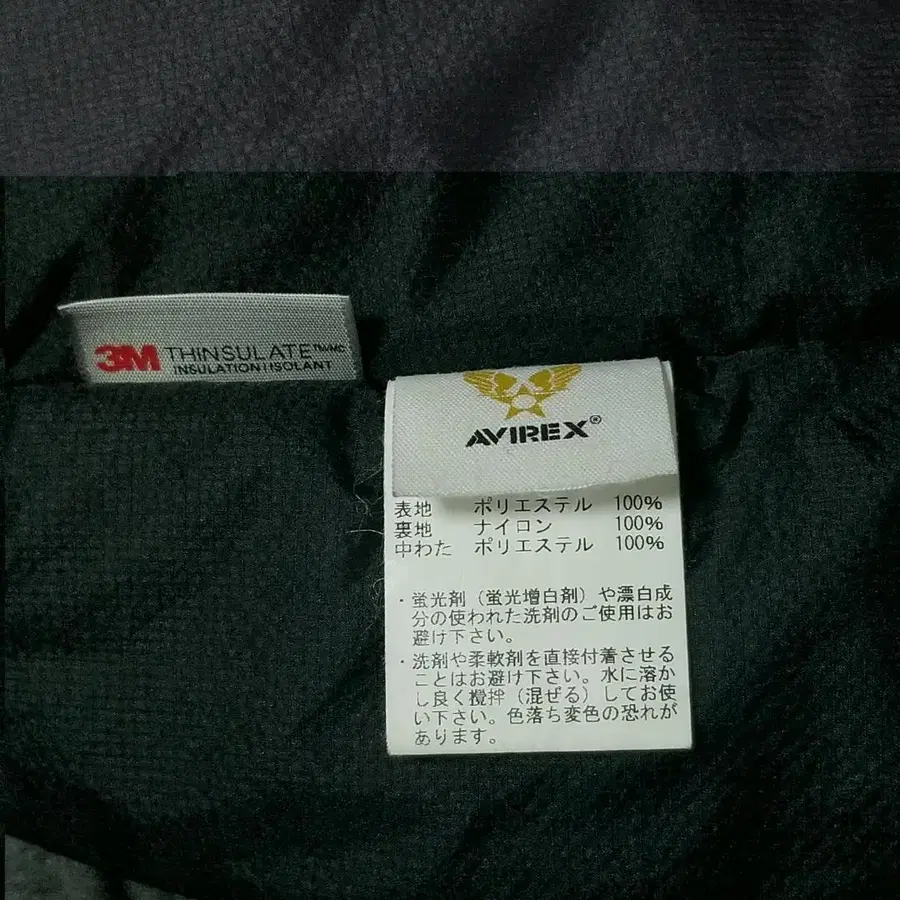 3M THINSULATE™/MC
INSULATION | ISOLANT
AVIREX®
表地 ポリエステル 100%
裏地 ナイロン 100%
中わた ポリエステル 100%
・蛍光剤（蛍光増白剤）や漂白成
分の使われた洗剤のご使用はお
避け下さい。
・洗剤や柔軟剤を直接付着させる
ことはお避け下さい。水に溶か
し良く攪拌（混ぜる）してお使
い下さい。色落ち変色の恐れが
あります。